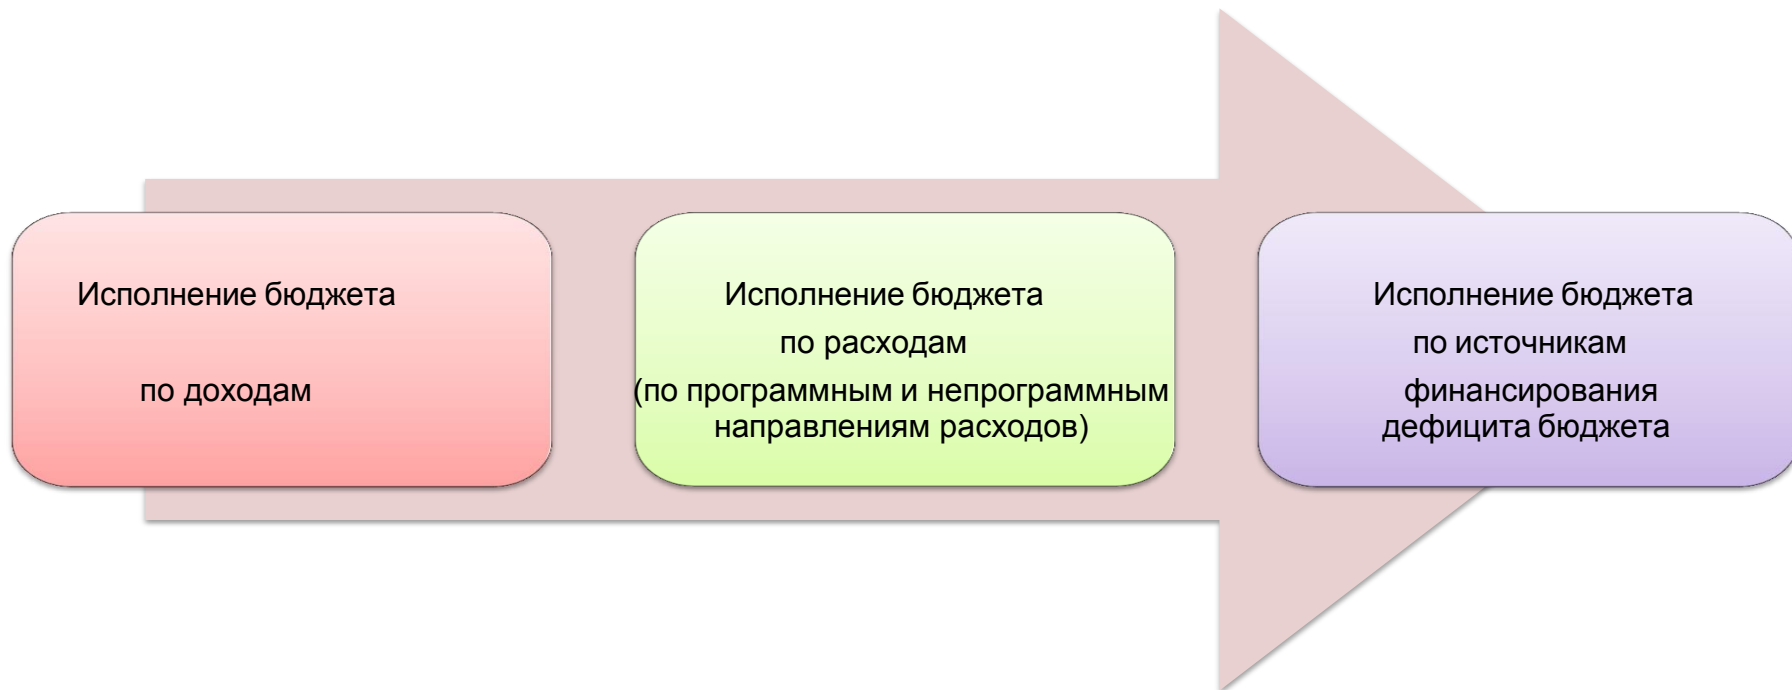 Исполнение бюджета
по доходам
Исполнение бюджета
по расходам
(по программным и непрограммным
направлениям расходов)
Исполнение бюджета
по источникам
финансирования
дефицита бюджета